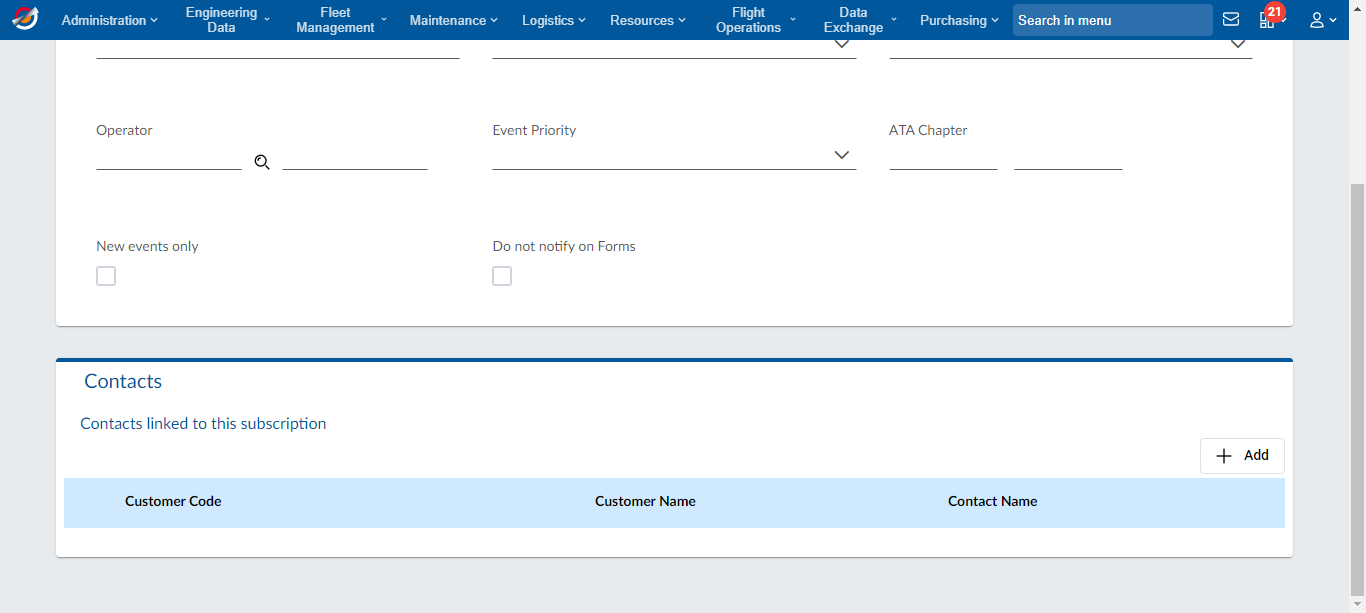 Administration
Engineering
Data
Fleet
Management
Maintenance
Logistics
Resources
Flight
Operations
Data
Exchange
Purchasing
Search in menu
21
Operator
Event Priority
ATA Chapter
New events only
Do not notify on Forms
Contacts
Contacts linked to this subscription
Add
Customer Code
Customer Name
Contact Name